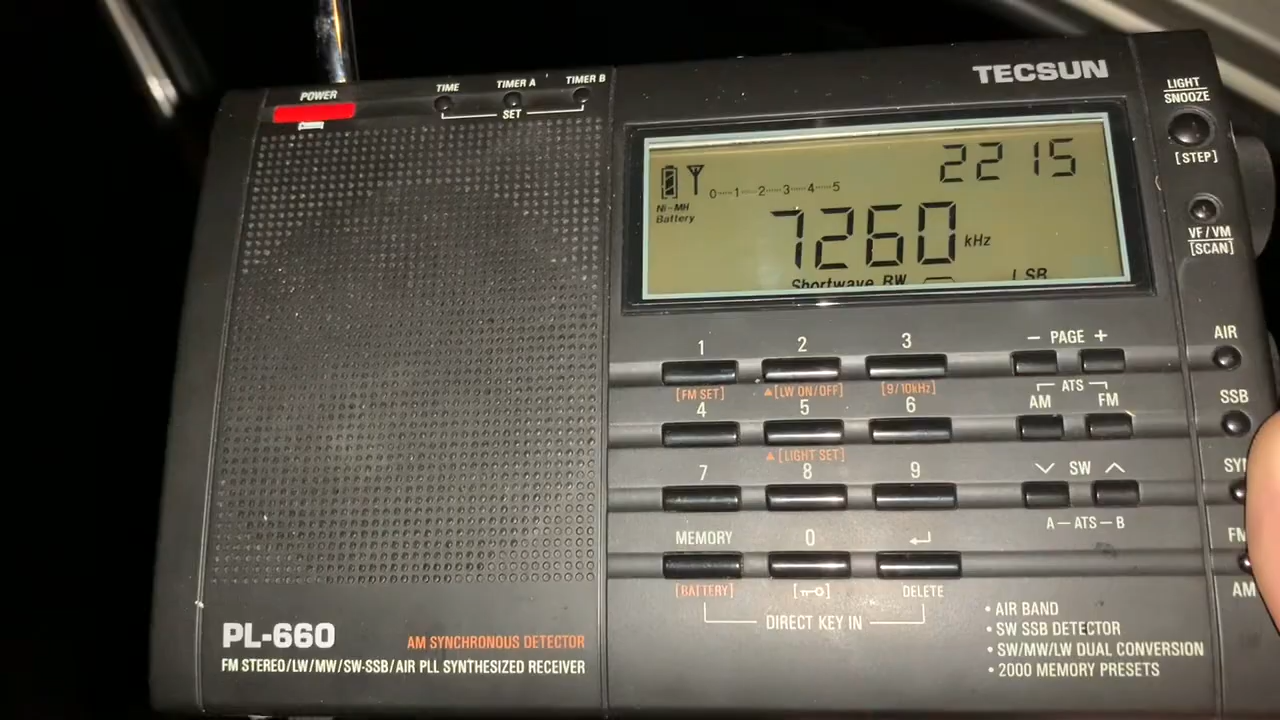 TECSUN
POWER
TIME
TIMER A
TIMER B
SET
LIGHT
SNOOZE
[STEP]
2215
0 1 2 3 4 5
Ni-MH
Battery
7260 kHz
Shortwave BW
LSB
VF / VM
[SCAN]
1
2
3
− PAGE +
AIR
[FM SET]
▲[LW ON/OFF]
[9/10kHz]
ATS
4
5
6
AM
FM
SSB
▲[LIGHT SET]
7
8
9
SW
SYN
A — ATS — B
MEMORY
0
FM
[BATTERY]
DELETE
AM
DIRECT KEY IN
PL-660
AM SYNCHRONOUS DETECTOR
FM STEREO/LW/MW/SW-SSB/AIR PLL SYNTHESIZED RECEIVER
• AIR BAND
• SW SSB DETECTOR
• SW/MW/LW DUAL CONVERSION
• 2000 MEMORY PRESETS